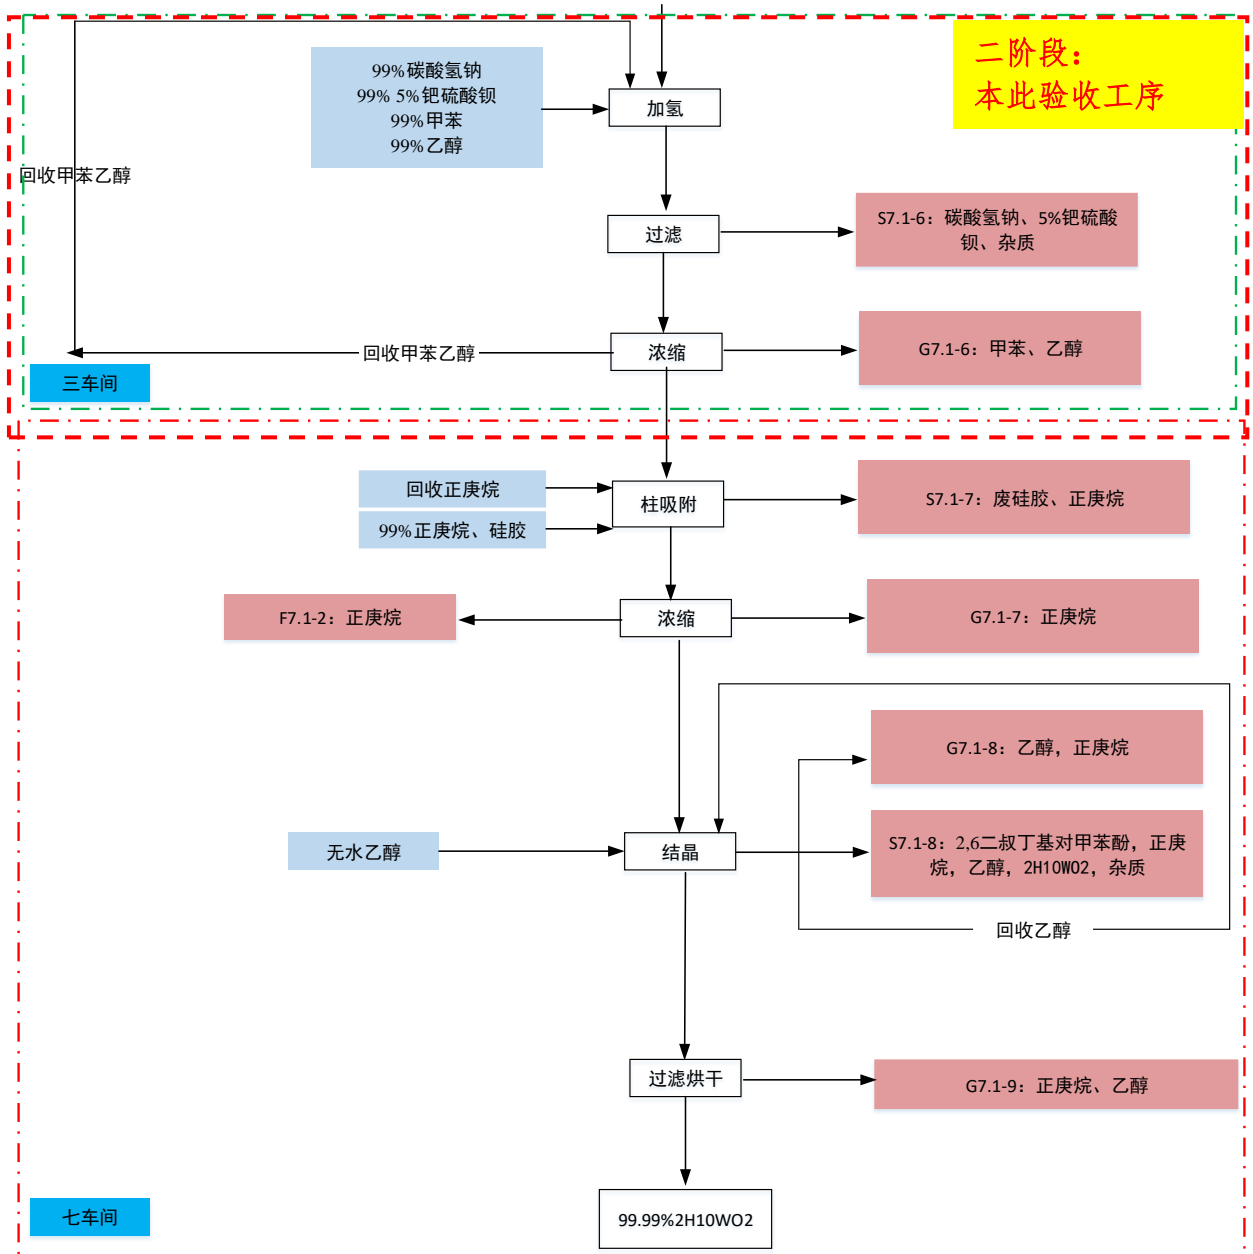 二阶段：
本此验收工序
99%碳酸氢钠
99% 5%钯硫酸钡
99%甲苯
99%乙醇
加氢
回收甲苯乙醇
过滤
S7.1-6：碳酸氢钠、5%钯硫酸
钡、杂质
回收甲苯乙醇
浓缩
G7.1-6：甲苯、乙醇
三车间
回收正庚烷
99%正庚烷、硅胶
柱吸附
S7.1-7：废硅胶、正庚烷
F7.1-2：正庚烷
浓缩
G7.1-7：正庚烷
G7.1-8：乙醇，正庚烷
无水乙醇
结晶
S7.1-8：2,6二叔丁基对甲苯酚，正庚
烷，乙醇，2H10WO2，杂质
回收乙醇
过滤烘干
G7.1-9：正庚烷、乙醇
七车间
99.99%2H10WO2